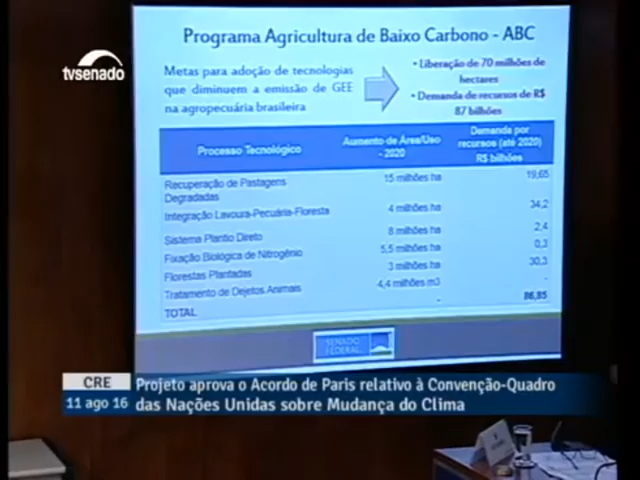 Programa Agricultura de Baixo Carbono - ABC
tvsenado
Metas para adoção de tecnologias
que diminuem a emissão de GEE
na agropecuária brasileira
• Liberação de 70 milhões de
hectares
• Demanda de recursos de R$
87 bilhões
Processo Tecnológico
Aumento de Área/Uso
- 2020
Demanda por
recursos (até 2020)
R$ bilhões
Recuperação de Pastagens
Degradadas
15 milhões ha
19,65
Integração Lavoura-Pecuária-Floresta
4 milhões ha
34,2
Sistema Plantio Direto
8 milhões ha
2,4
Fixação Biológica de Nitrogênio
5,5 milhões ha
0,3
Florestas Plantadas
3 milhões ha
30,3
Tratamento de Dejetos Animais
4,4 milhões m3
-
TOTAL
-
86,85
SENADO
FEDERAL
CRE
11 ago 16
Projeto aprova o Acordo de Paris relativo à Convenção-Quadro
das Nações Unidas sobre Mudança do Clima